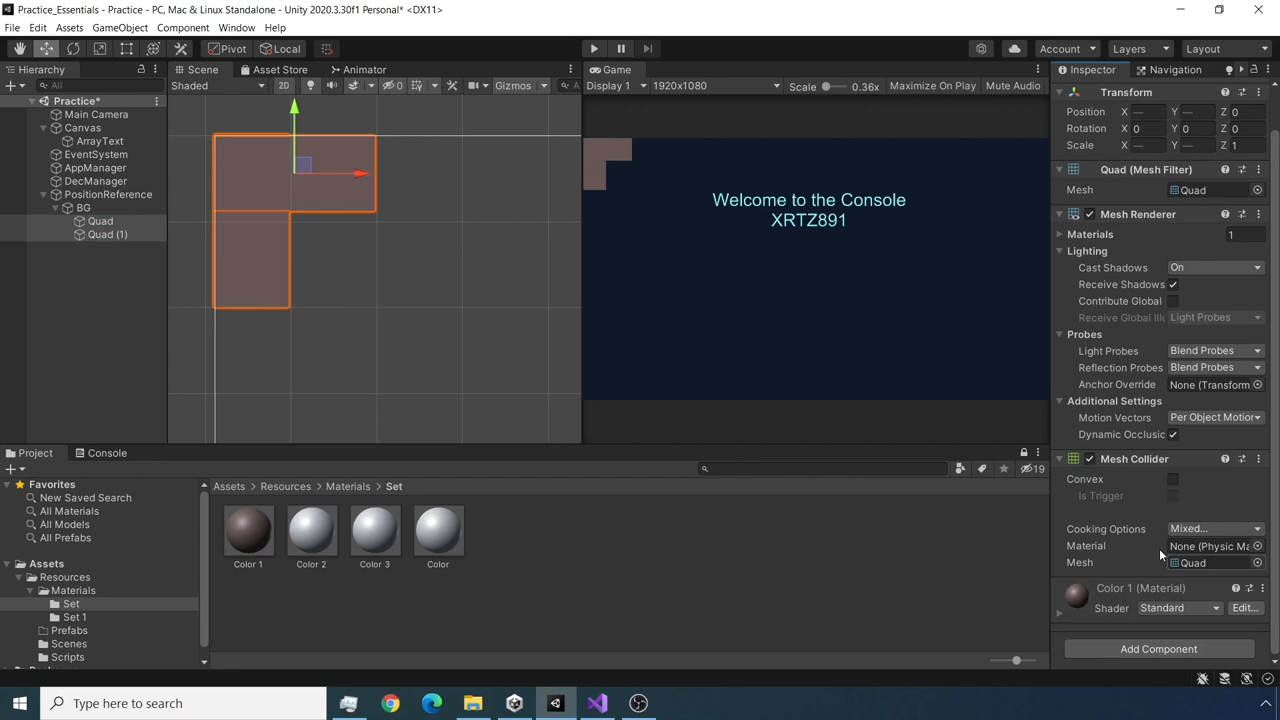 Practice_Essentials - Practice - PC, Mac & Linux Standalone - Unity 2020.3.30f1 Personal* <DX11>
File Edit Assets GameObject Component Window Help
Pivot Local Account Layers Layout
Hierarchy
All
Practice*
Main Camera
Canvas
ArrayText
EventSystem
AppManager
DecManager
PositionReference
BG
Quad
Quad (1)
Scene Asset Store Animator
Shaded 2D 0 Gizmos A
Game
Display 1 1920x1080 Scale 0.36x Maximize On Play Mute Audio
Welcome to the Console
XRTZ891
Inspector Navigation
Transform
Position X — Y — Z 0
Rotation X 0 Y 0 Z 0
Scale X — Y — Z 1
Quad (Mesh Filter)
Mesh Quad
Mesh Renderer
Materials 1
Lighting
Cast Shadows On
Receive Shadows
Contribute Global
Receive Global Illu Light Probes
Probes
Light Probes Blend Probes
Reflection Probes Blend Probes
Anchor Override None (Transform
Additional Settings
Motion Vectors Per Object Motion
Dynamic Occlusic
Mesh Collider
Convex
Is Trigger
Cooking Options Mixed...
Material None (Physic Ma
Mesh Quad
Color 1 (Material)
Shader Standard Edit...
Add Component
Project Console
19
Favorites
New Saved Search
All Materials
All Models
All Prefabs
Assets
Resources
Materials
Set
Set 1
Prefabs
Scenes
Scripts
Assets > Resources > Materials > Set
Color 1 Color 2 Color 3 Color
Type here to search